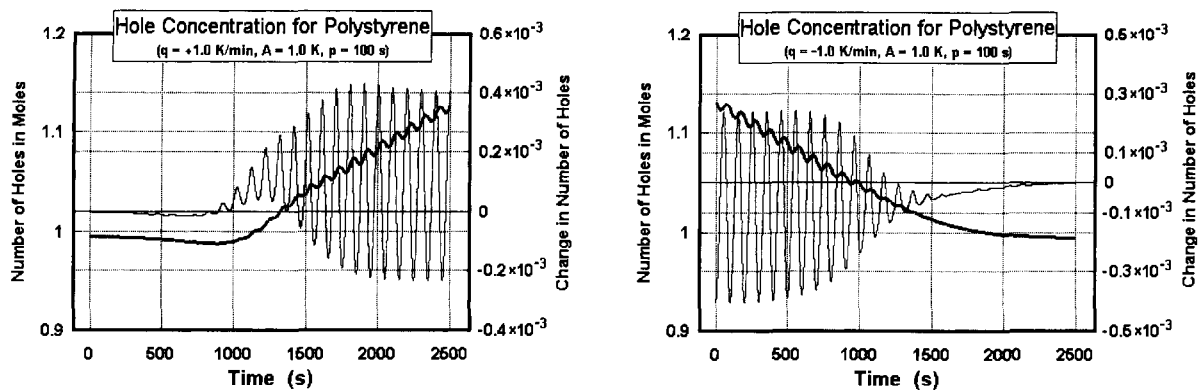 Hole Concentration for Polystyrene
(q = +1.0 K/min, A = 1.0 K, p = 100 s)
Number of Holes in Moles
1.2
1.1
1
0.9
0.6×10⁻³
0.4×10⁻³
0.2×10⁻³
0
-0.2×10⁻³
-0.4×10⁻³
Change in Number of Holes
0 500 1000 1500 2000 2500
Time (s)
Hole Concentration for Polystyrene
(q = -1.0 K/min, A = 1.0 K, p = 100 s)
Number of Holes in Moles
1.2
1.1
1
0.9
0.5×10⁻³
0.3×10⁻³
0.1×10⁻³
0
-0.1×10⁻³
-0.3×10⁻³
-0.5×10⁻³
Change in Number of Holes
0 500 1000 1500 2000 2500
Time (s)